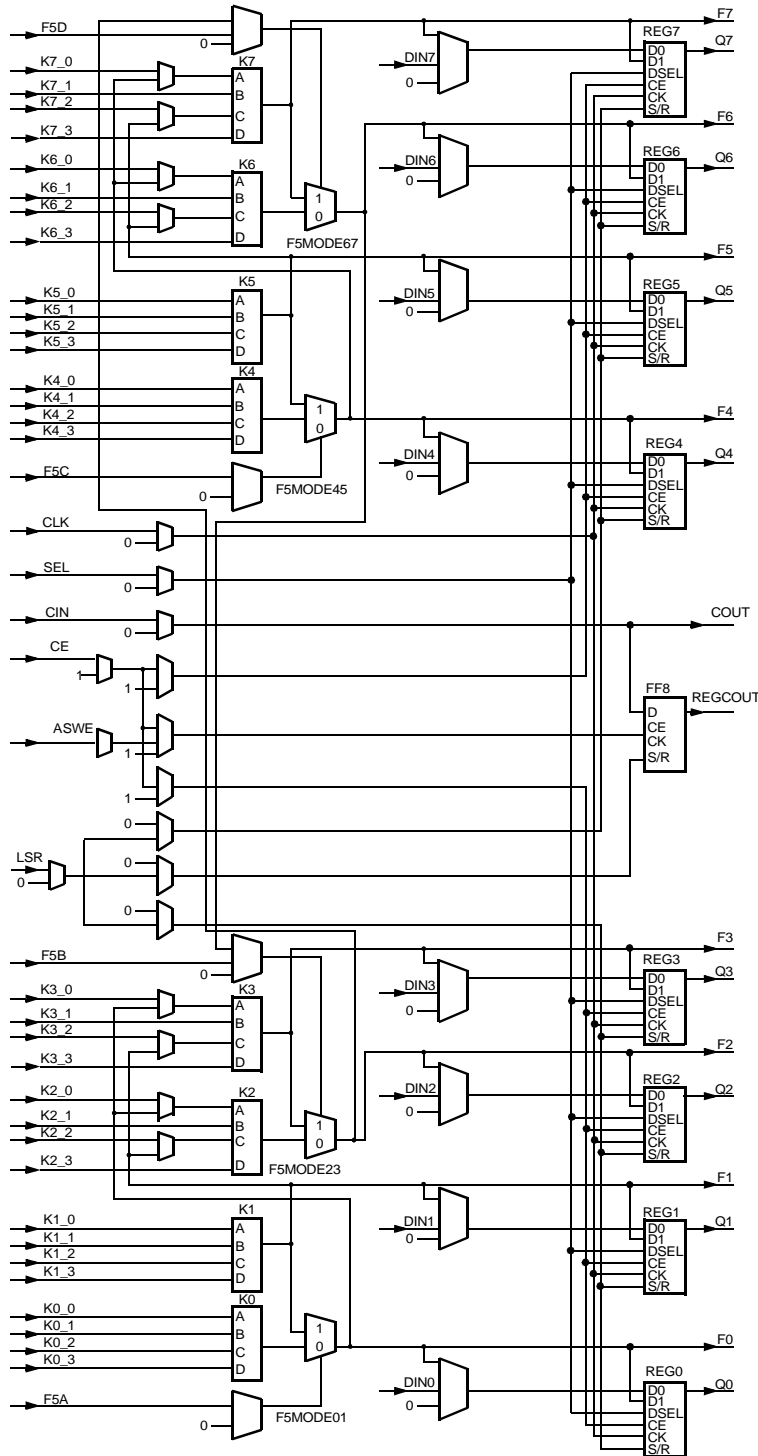 F7
F5D
REG7
0
Q7
K7_0
K7
DIN7
D0
D1
DSEL
CE
CK
S/R
A
K7_1
B
0
K7_2
C
K7_3
D
F6
K6_0
K6
REG6
DIN6
D0
D1
DSEL
CE
CK
S/R
Q6
A
0
K6_1
B
1
K6_2
C
0
K6_3
D
F5MODE67
F5
K5
REG5
K5_0
A
DIN5
D0
D1
DSEL
CE
CK
S/R
Q5
K5_1
B
0
K5_2
C
K5_3
D
K4
K4_0
A
K4_1
B
1
F4
K4_2
C
0
K4_3
D
REG4
DIN4
D0
D1
DSEL
CE
CK
S/R
Q4
F5C
0
0
F5MODE45
CLK
0
SEL
0
CIN
COUT
0
CE
1
1
FF8
D
CE
CK
S/R
REGCOUT
ASWE
1
1
0
LSR
0
0
0
F3
F5B
REG3
0
Q3
K3_0
K3
DIN3
D0
D1
DSEL
CE
CK
S/R
A
K3_1
B
0
K3_2
C
K3_3
D
F2
K2_0
K2
REG2
DIN2
D0
D1
DSEL
CE
CK
S/R
Q2
A
0
K2_1
B
1
K2_2
C
0
K2_3
D
F5MODE23
F1
K1
REG1
K1_0
A
DIN1
D0
D1
DSEL
CE
CK
S/R
Q1
K1_1
B
0
K1_2
C
K1_3
D
K0
K0_0
A
K0_1
B
1
F0
K0_2
C
0
K0_3
D
REG0
DIN0
D0
D1
DSEL
CE
CK
S/R
Q0
F5A
0
0
F5MODE01